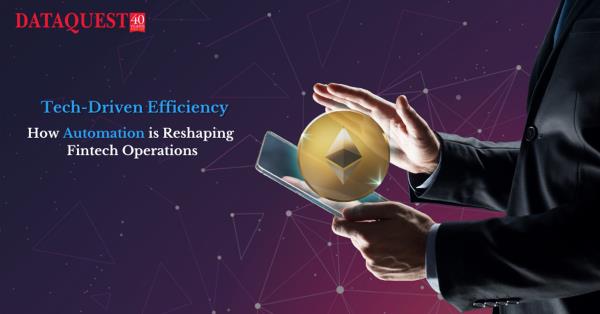 DATAQUEST 40
Tech-Driven Efficiency
How Automation is Reshaping
Fintech Operations